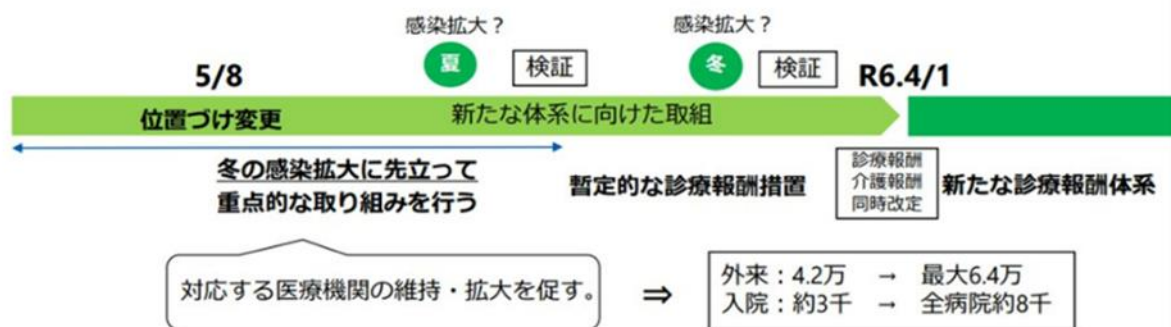 感染拡大？
感染拡大？
夏
検証
冬
検証
5/8
R6.4/1
位置づけ変更
新たな体系に向けた取組
冬の感染拡大に先立って
重点的な取り組みを行う
暫定的な診療報酬措置
診療報酬
介護報酬
同時改定
新たな診療報酬体系
対応する医療機関の維持・拡大を促す。
⇒
外来：4.2万 → 最大6.4万
入院：約3千 → 全病院約8千